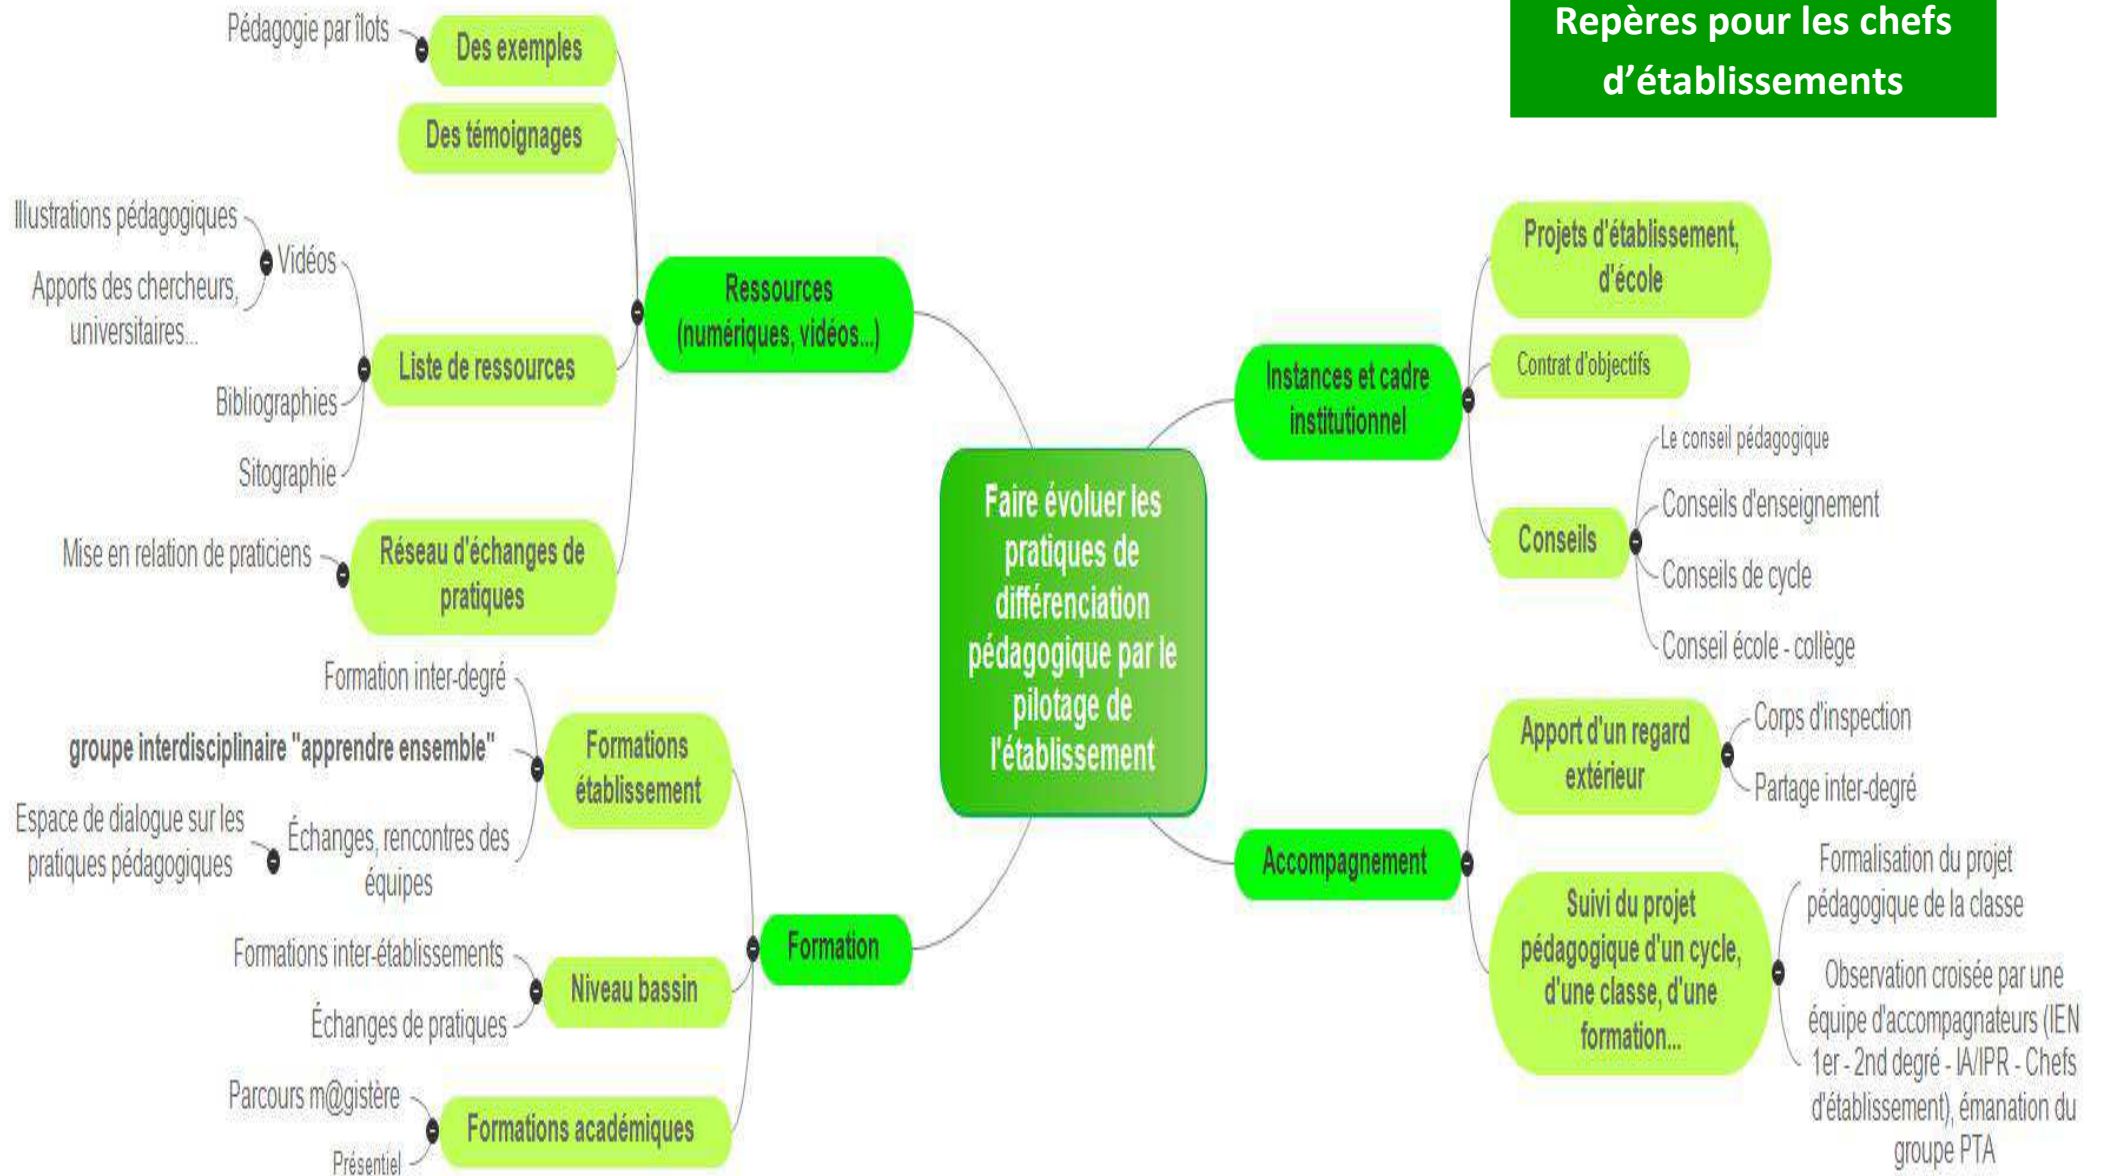 Repères pour les chefs
d’établissements
Pédagogie par îlots
Des exemples
Des témoignages
Illustrations pédagogiques
Vidéos
Apports des chercheurs,
universitaires...
Liste de ressources
Bibliographies
Sitographie
Mise en relation de praticiens
Réseau d'échanges de
pratiques
Ressources
(numériques, vidéos...)
Formation inter-degré
groupe interdisciplinaire "apprendre ensemble"
Formations
établissement
Espace de dialogue sur les
pratiques pédagogiques
Échanges, rencontres des
équipes
Formations inter-établissements
Niveau bassin
Échanges de pratiques
Parcours m@gistère
Formations académiques
Présentiel
Formation
Faire évoluer les
pratiques de
différenciation
pédagogique par le
pilotage de
l'établissement
Instances et cadre
institutionnel
Projets d'établissement,
d'école
Contrat d'objectifs
Conseils
Le conseil pédagogique
Conseils d'enseignement
Conseils de cycle
Conseil école - collège
Accompagnement
Apport d'un regard
extérieur
Corps d'inspection
Partage inter-degré
Suivi du projet
pédagogique d'un cycle,
d'une classe, d'une
formation...
Formalisation du projet
pédagogique de la classe
Observation croisée par une
équipe d'accompagnateurs (IEN
1er - 2nd degré - IA/IPR - Chefs
d'établissement), émanation du
groupe PTA